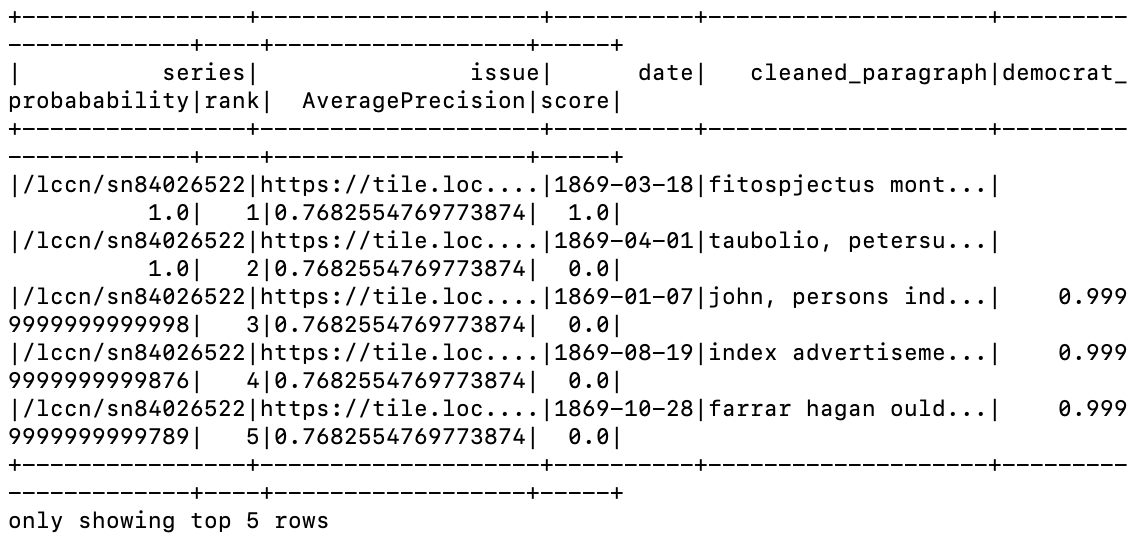 +----------------+--------------------+----------+--------------------+---------
-------------+----+------------------+-----+
|          series|               issue|      date|   cleaned_paragraph|democrat_
probabability|rank|  AveragePrecision|score|
+----------------+--------------------+----------+--------------------+---------
-------------+----+------------------+-----+
|/lccn/sn84026522|https://tile.loc....|1869-03-18|fitospjectus mont...|
          1.0|   1|0.7682554769773874|  1.0|
|/lccn/sn84026522|https://tile.loc....|1869-04-01|taubolio, petersu...|
          1.0|   2|0.7682554769773874|  0.0|
|/lccn/sn84026522|https://tile.loc....|1869-01-07|john, persons ind...|    0.999
9999999999998|   3|0.7682554769773874|  0.0|
|/lccn/sn84026522|https://tile.loc....|1869-08-19|index advertiseme...|    0.999
9999999999876|   4|0.7682554769773874|  0.0|
|/lccn/sn84026522|https://tile.loc....|1869-10-28|farrar hagan ould...|    0.999
9999999999789|   5|0.7682554769773874|  0.0|
+----------------+--------------------+----------+--------------------+---------
-------------+----+------------------+-----+
only showing top 5 rows